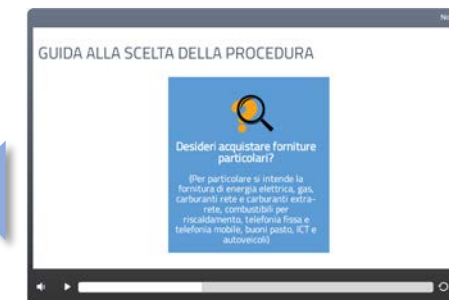 No
GUIDA ALLA SCELTA DELLA PROCEDURA
Desideri acquistare forniture
particolari?
(Per particolare si intende la
fornitura di energia elettrica, gas,
carburanti rete e carburanti extra-
rete, combustibili per
riscaldamento, telefonia fissa e
telefonia mobile, buoni pasto, ICT e
autoveicoli)